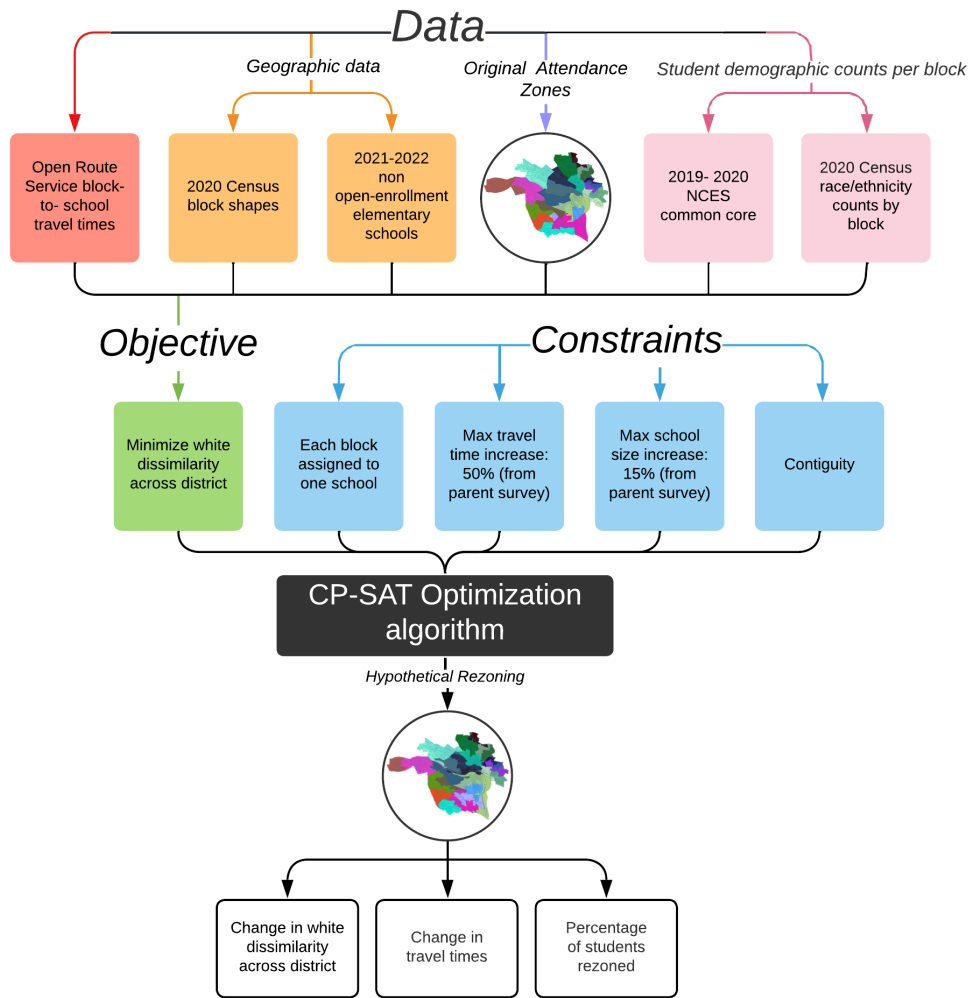 Data
Geographic data
Original Attendance
Zones
Student demographic counts per block
Open Route
Service block-
to- school
travel times
2020 Census
block shapes
2021-2022
non
open-enrollment
elementary
schools
2019- 2020
NCES
common core
2020 Census
race/ethnicity
counts by
block
Objective
Constraints
Minimize white
dissimilarity
across district
Each block
assigned to
one school
Max travel
time increase:
50% (from
parent survey)
Max school
size increase:
15% (from
parent survey)
Contiguity
CP-SAT Optimization
algorithm
Hypothetical Rezoning
Change in white
dissimilarity
across district
Change in
travel times
Percentage
of students
rezoned